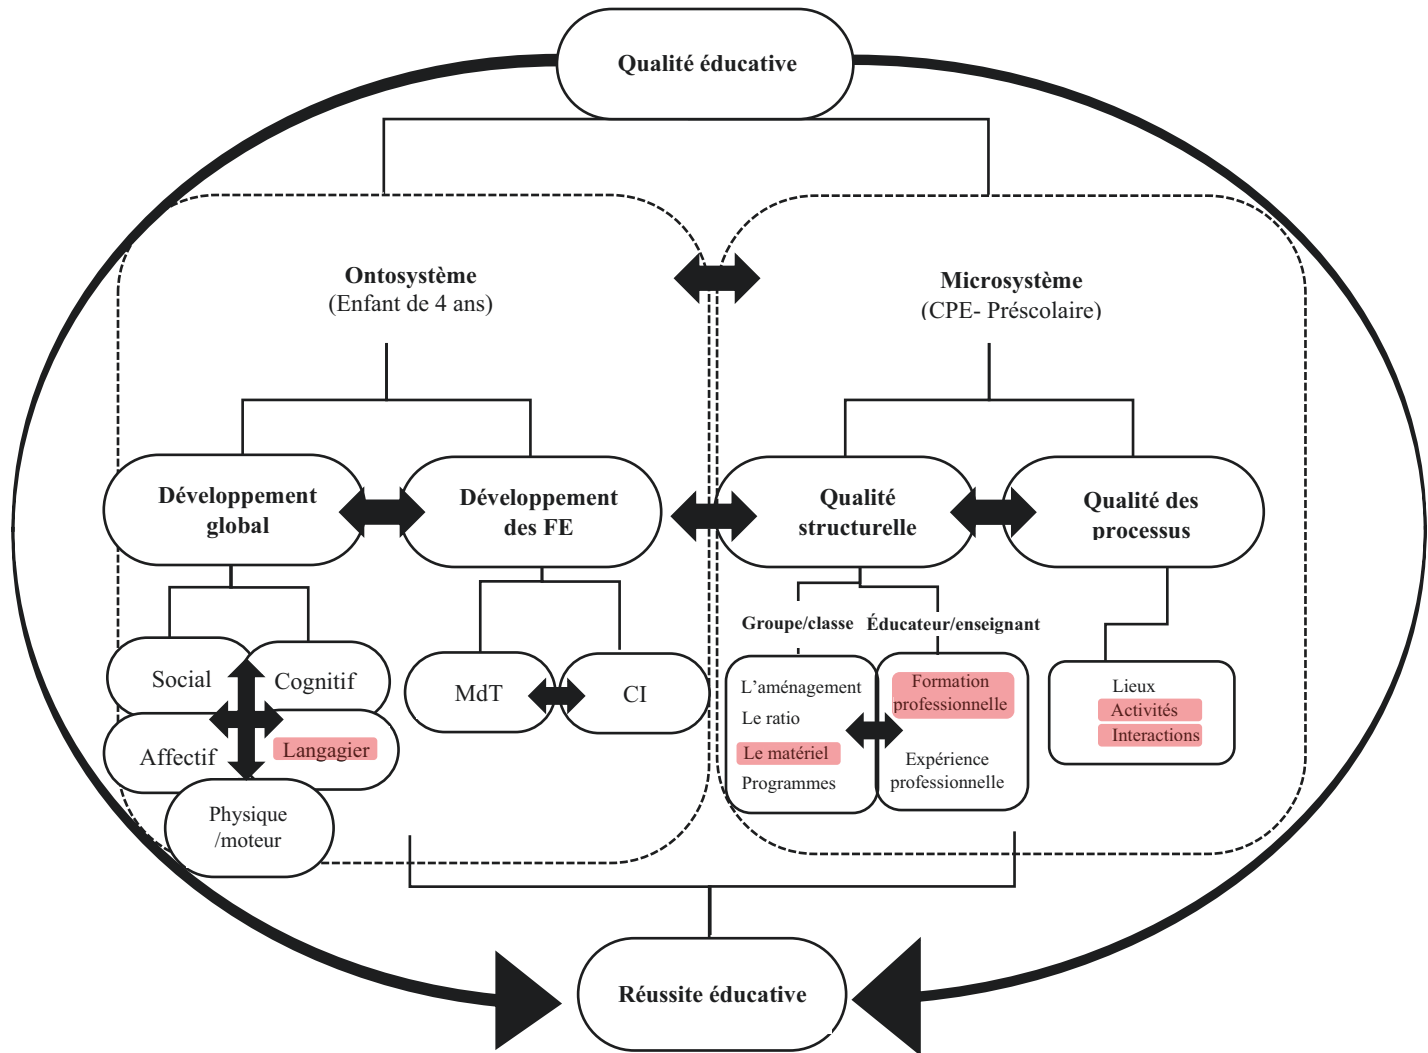 Qualité éducative
Ontosystème
(Enfant de 4 ans)
Microsystème
(CPE- Préscolaire)
Développement
global
Développement
des FE
Qualité
structurelle
Qualité des
processus
Groupe/classe
Éducateur/enseignant
Social
Cognitif
Affectif
Langagier
Physique
/moteur
MdT
CI
L’aménagement
Le ratio
Le matériel
Programmes
Formation
professionnelle
Expérience
professionnelle
Lieux
Activités
Interactions
Réussite éducative